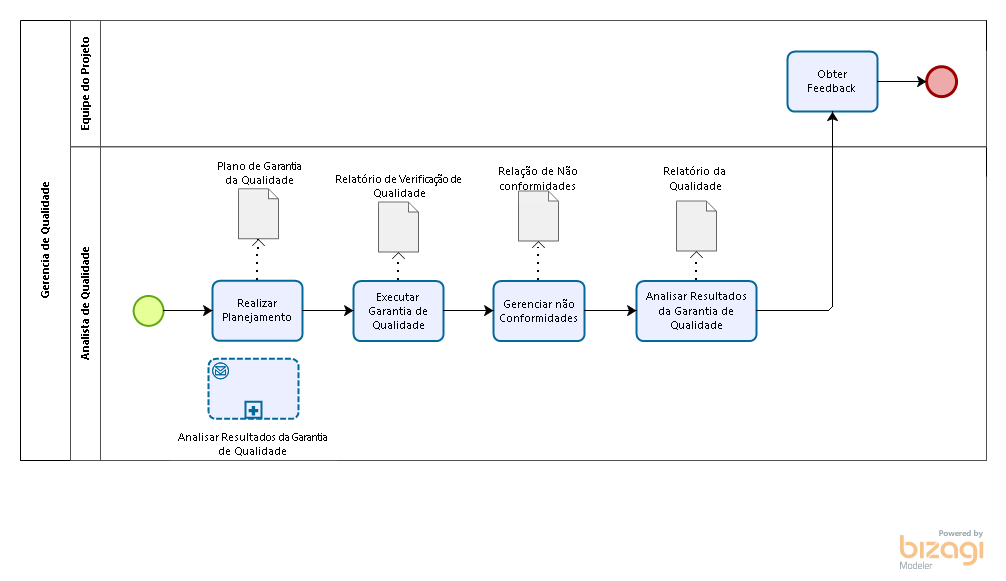 Gerencia de Qualidade
Equipe do Projeto
Obter
Feedback
Analista de Qualidade
Plano de Garantia
da Qualidade
Relatório de Verificação de
Qualidade
Relação de Não
conformidades
Relatório da
Qualidade
Realizar
Planejamento
Executar
Garantia de
Qualidade
Gerenciar não
Conformidades
Analisar Resultados
da Garantia de
Qualidade
Analisar Resultados da Garantia
de Qualidade
Powered by
bizagi
Modeler